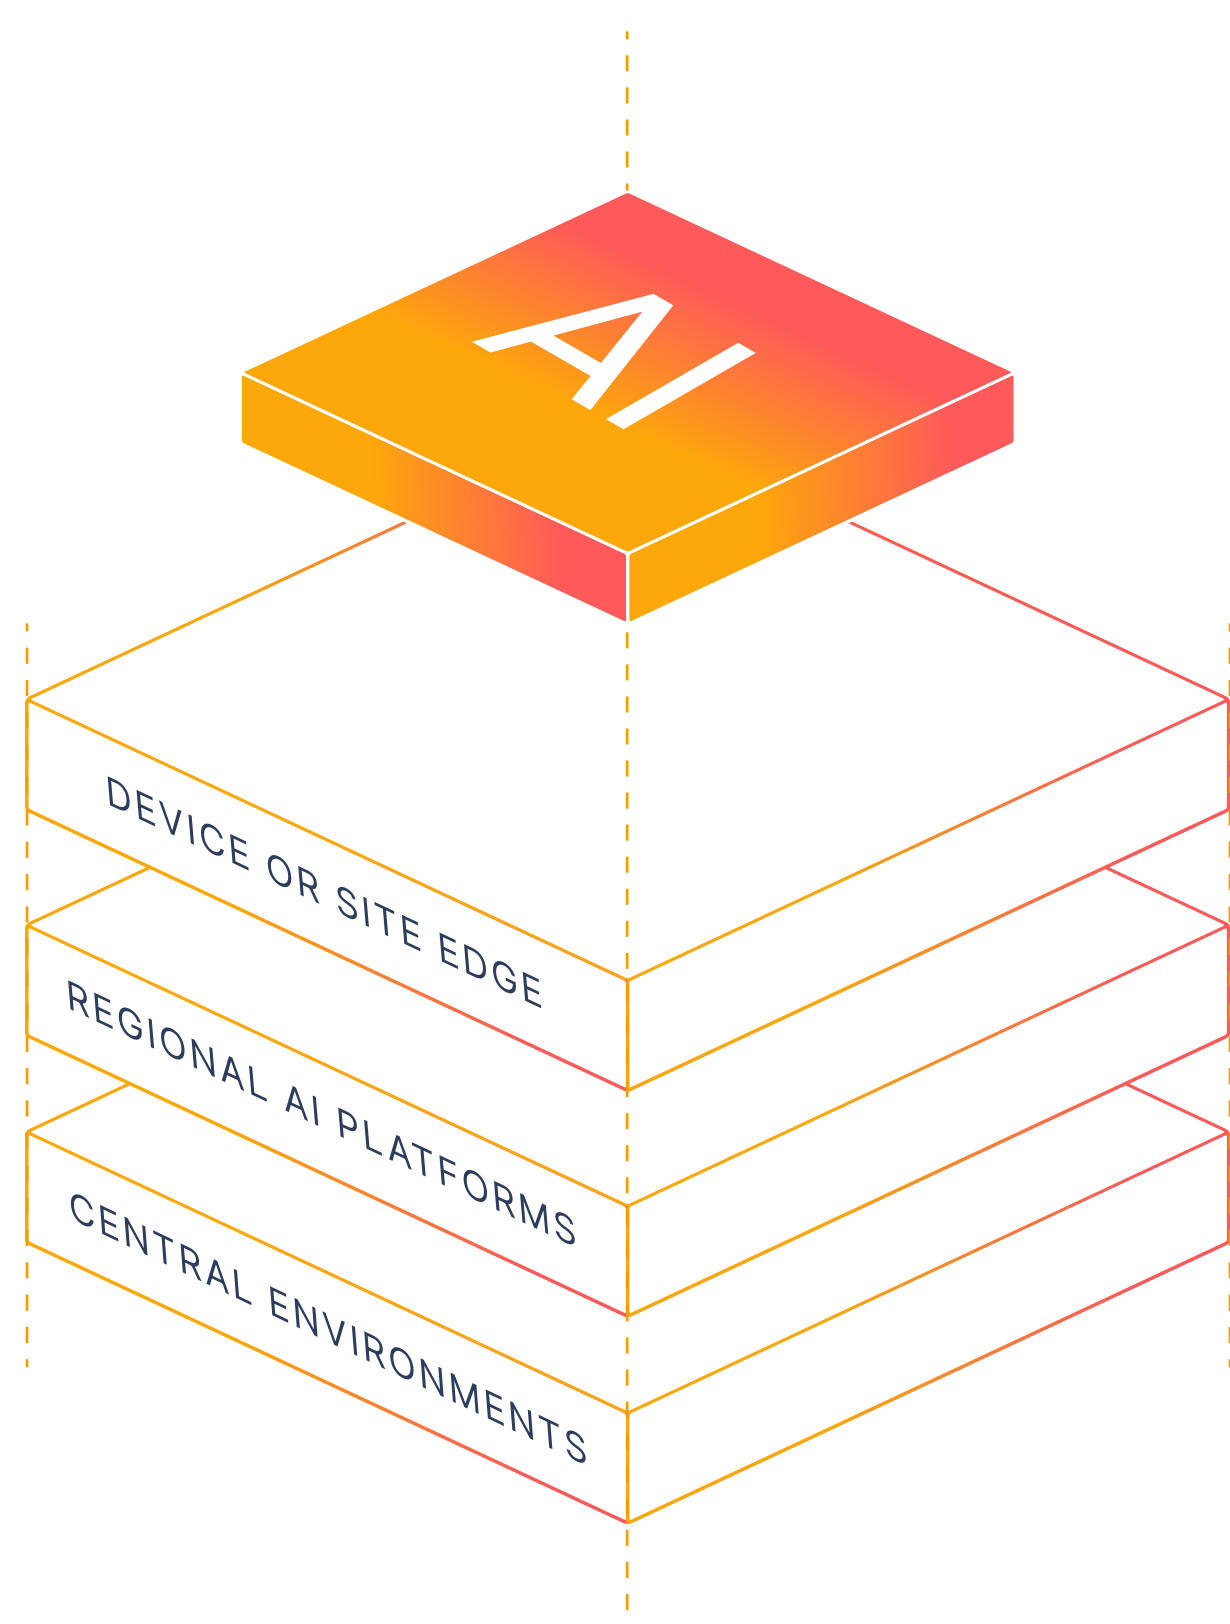 AI
DEVICE OR SITE EDGE
REGIONAL AI PLATFORMS
CENTRAL ENVIRONMENTS